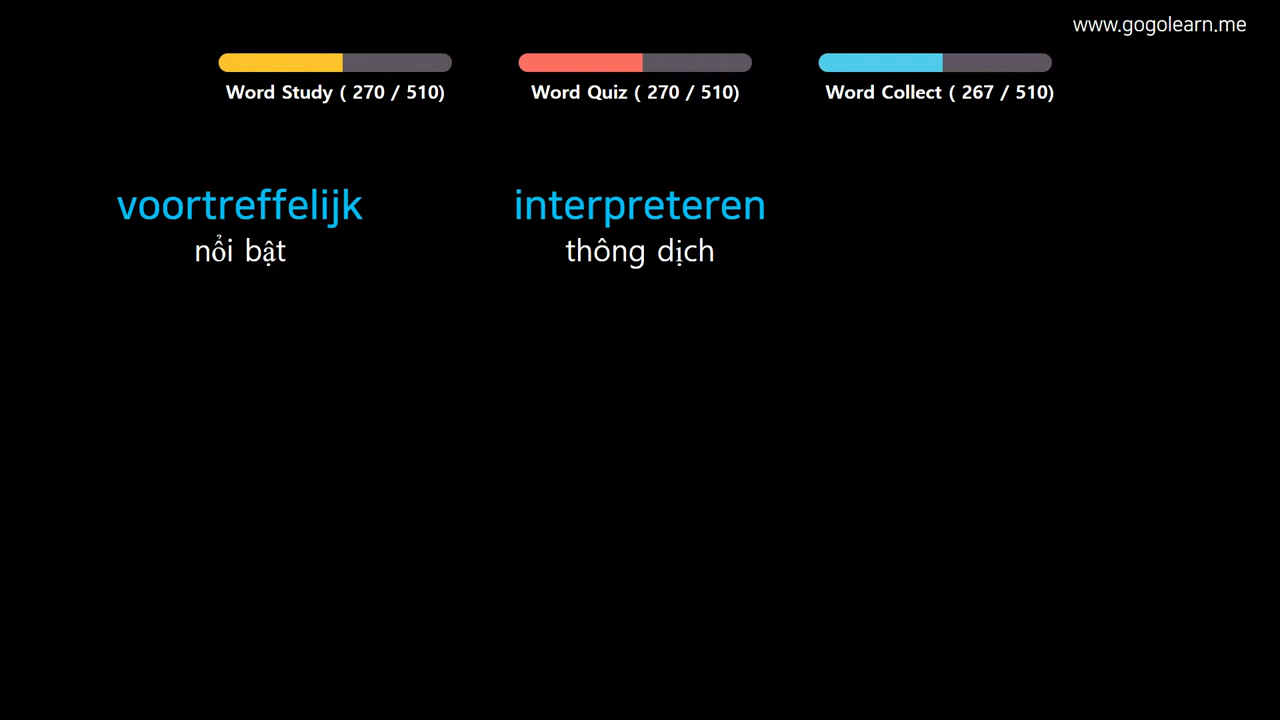 www.gogolearn.me
Word Study ( 270 / 510)
Word Quiz ( 270 / 510)
Word Collect ( 267 / 510)
voortreffelijk
nổi bật
interpreteren
thông dịch